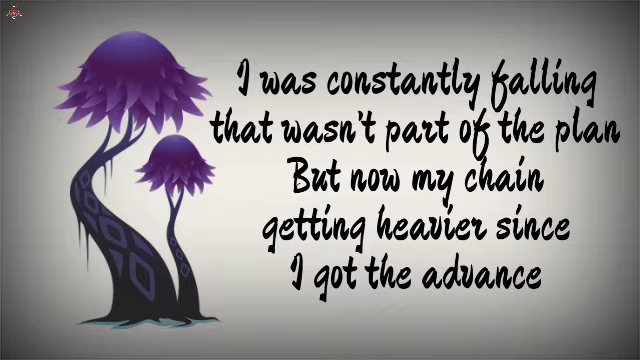 I was constantly falling
that wasn't part of the plan
But now my chain
getting heavier since
I got the advance